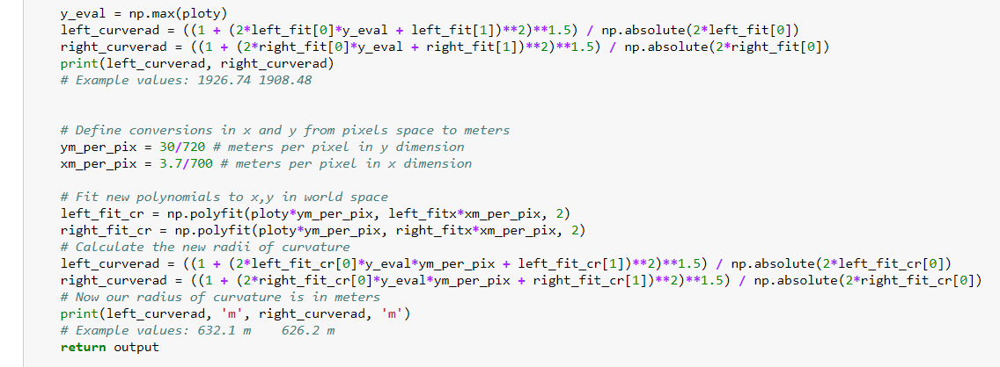 y_eval = np.max(ploty)
left_curverad = ((1 + (2*left_fit[0]*y_eval + left_fit[1])**2)**1.5) / np.absolute(2*left_fit[0])
right_curverad = ((1 + (2*right_fit[0]*y_eval + right_fit[1])**2)**1.5) / np.absolute(2*right_fit[0])
print(left_curverad, right_curverad)
# Example values: 1926.74 1908.48
# Define conversions in x and y from pixels space to meters
ym_per_pix = 30/720 # meters per pixel in y dimension
xm_per_pix = 3.7/700 # meters per pixel in x dimension
# Fit new polynomials to x,y in world space
left_fit_cr = np.polyfit(ploty*ym_per_pix, left_fitx*xm_per_pix, 2)
right_fit_cr = np.polyfit(ploty*ym_per_pix, right_fitx*xm_per_pix, 2)
# Calculate the new radii of curvature
left_curverad = ((1 + (2*left_fit_cr[0]*y_eval*ym_per_pix + left_fit_cr[1])**2)**1.5) / np.absolute(2*left_fit_cr[0])
right_curverad = ((1 + (2*right_fit_cr[0]*y_eval*ym_per_pix + right_fit_cr[1])**2)**1.5) / np.absolute(2*right_fit_cr[0])
# Now our radius of curvature is in meters
print(left_curverad, 'm', right_curverad, 'm')
# Example values: 632.1 m    626.2 m
return output